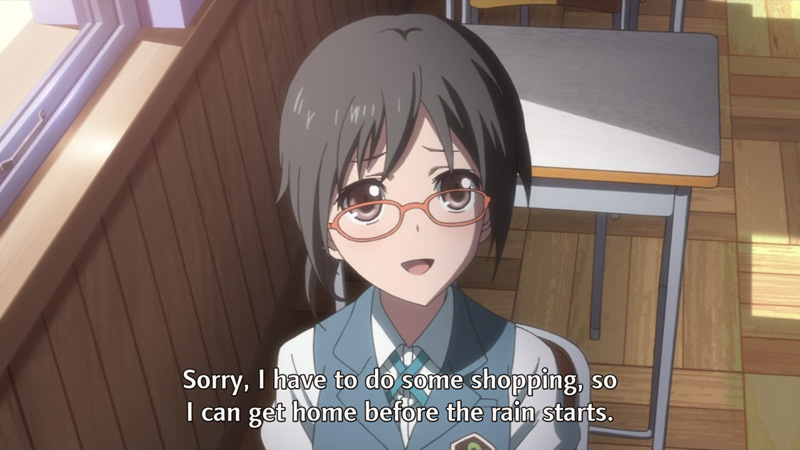 Sorry, I have to do some shopping, so
I can get home before the rain starts.